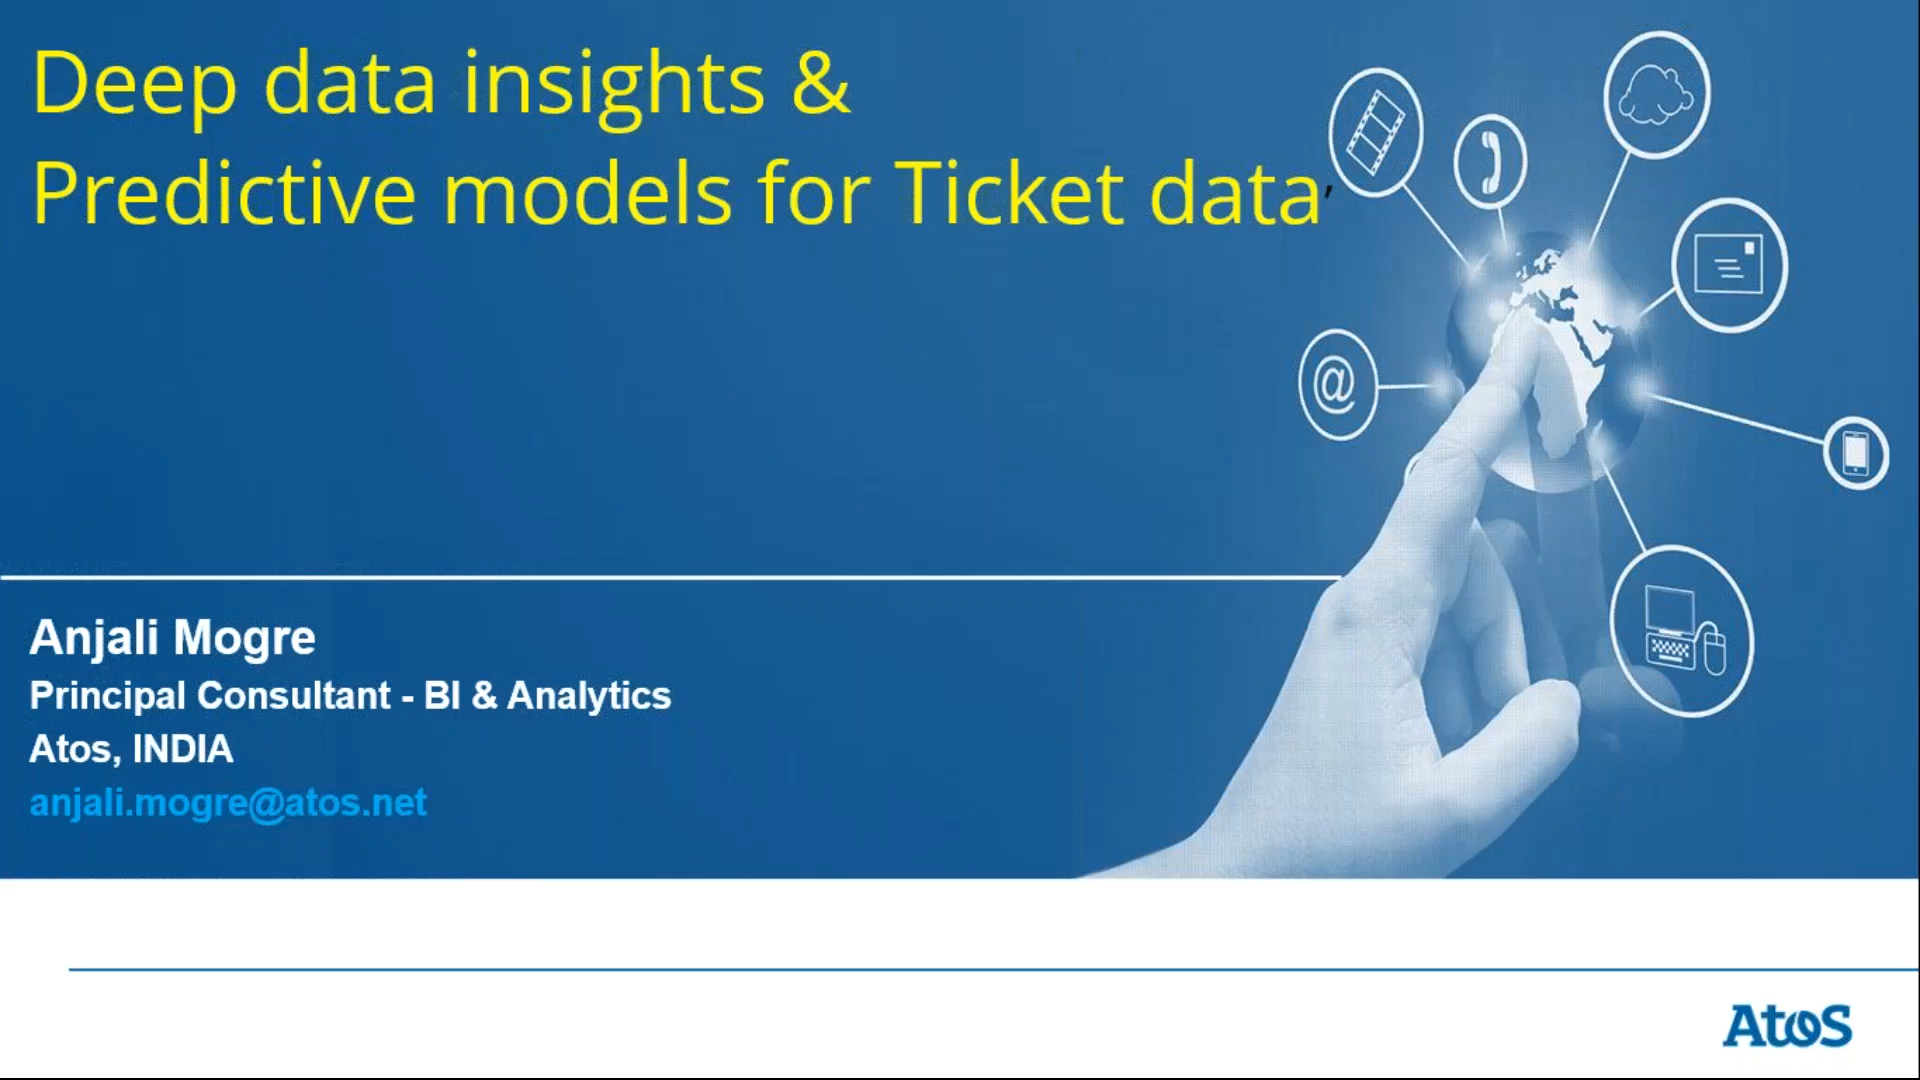 Deep data insights &
Predictive models for Ticket data’
@
Anjali Mogre
Principal Consultant - BI & Analytics
Atos, INDIA
anjali.mogre@atos.net
Atos